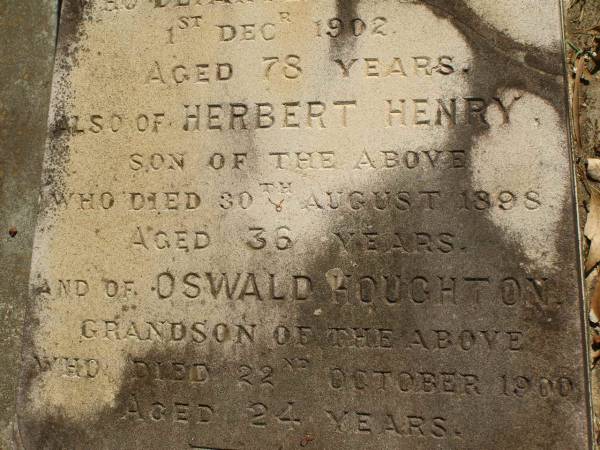 1ST DECR 1902.
AGED 78 YEARS.
ALSO OF HERBERT HENRY,
SON OF THE ABOVE
WHO DIED 30TH AUGUST 1898
AGED 36 YEARS.
AND OF OSWALD HOUGHTON,
GRANDSON OF THE ABOVE
WHO DIED 22ND OCTOBER 1900
AGED 24 YEARS.